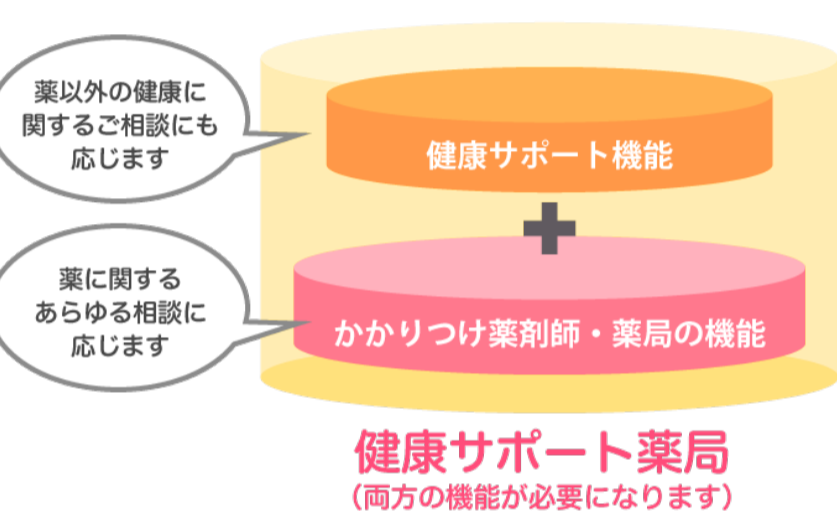 薬以外の健康に
関するご相談にも
応じます
健康サポート機能
+
薬に関する
あらゆる相談に
応じます
かかりつけ薬剤師・薬局の機能
健康サポート薬局
（両方の機能が必要になります）